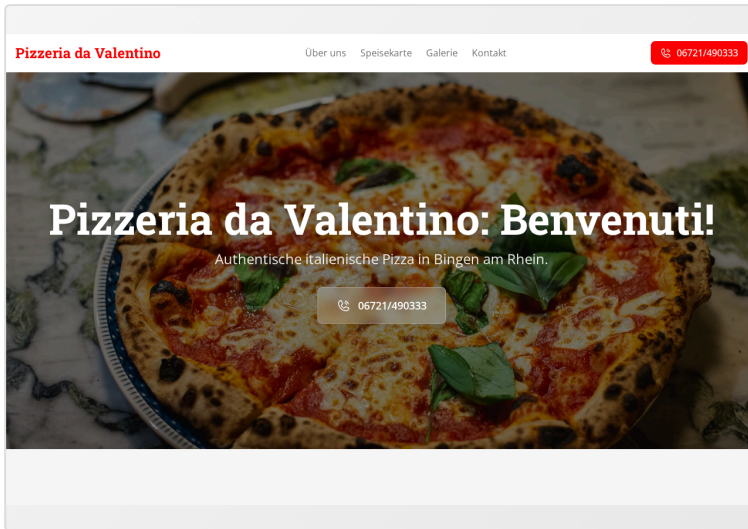 Pizzeria da Valentino
Über uns Speisekarte Galerie Kontakt
06721/490333
Pizzeria da Valentino: Benvenuti!
Authentische italienische Pizza in Bingen am Rhein.
06721/490333